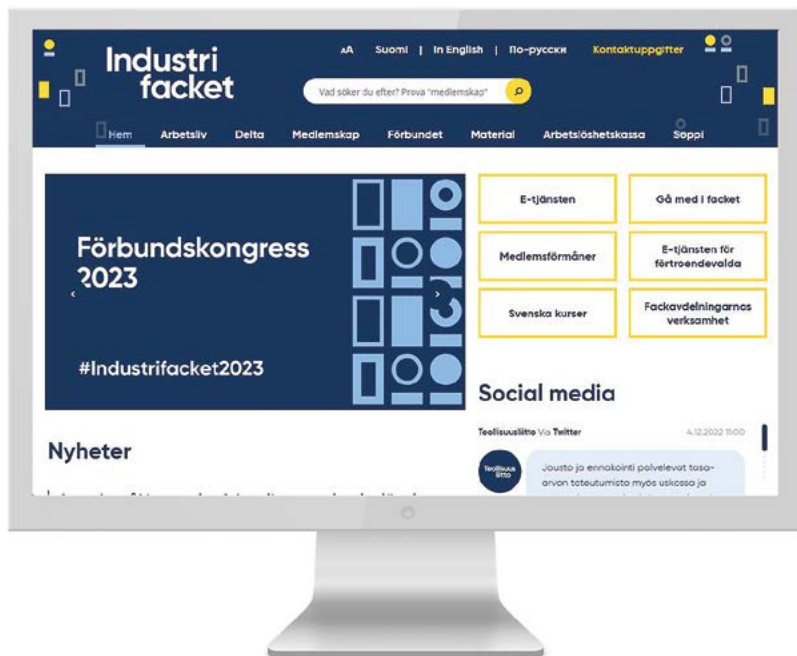 Industri
facket
AA Suomi | In English | По-русски Kontaktuppgifter
Vad söker du efter? Prova "medlemskap"
Hem Arbetsliv Delta Medlemskap Förbundet Material Arbetslöshetskassa Soppi
Förbundskongress
2023
#Industrifacket2023
E-tjänsten Gå med i facket
Medlemsförmåner E-tjänsten för
förtroendevalda
Svenska kurser Fackavdelningarnas
verksamhet
Social media
Teollisuusliitto Via Twitter 4.12.2022 11:00
Teollisuus
liitto
Jousto ja ennakointi palvelevat tasa-
arvon toteutumista myös uskossa ja
Nyheter